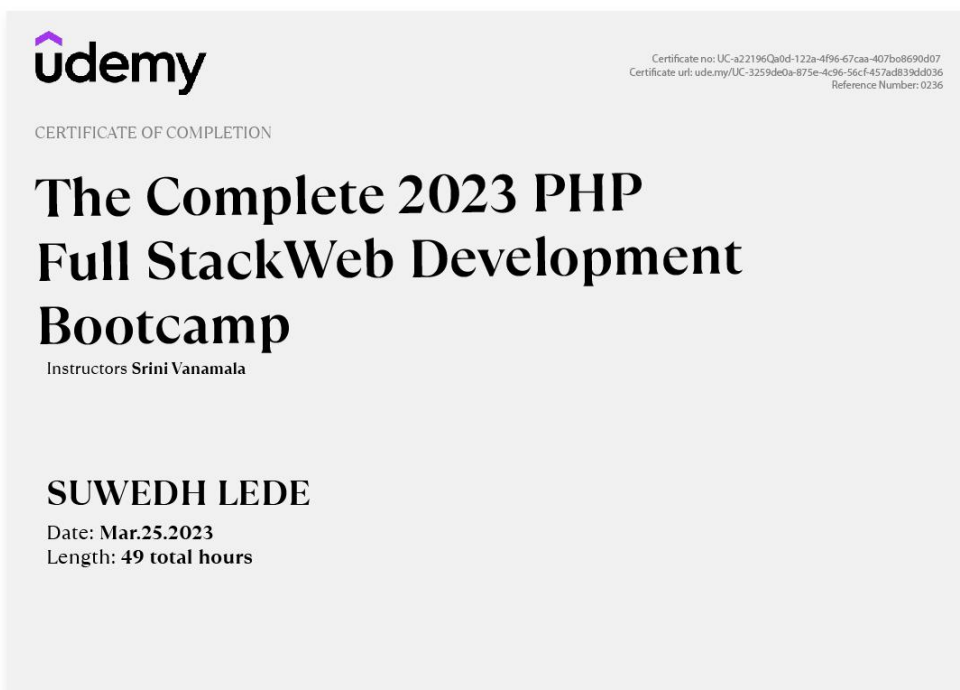 udemy
Certificate no: UC-a22196Qa0d-122a-4f96-67caa-407bo8690d07
Certificate url: ude.my/UC-3259de0a-875e-4c96-56cf-457ad839dd036
Reference Number: 0236
CERTIFICATE OF COMPLETION
The Complete 2023 PHP
Full StackWeb Development
Bootcamp
Instructors Srini Vanamala
SUWEDH LEDE
Date: Mar.25.2023
Length: 49 total hours